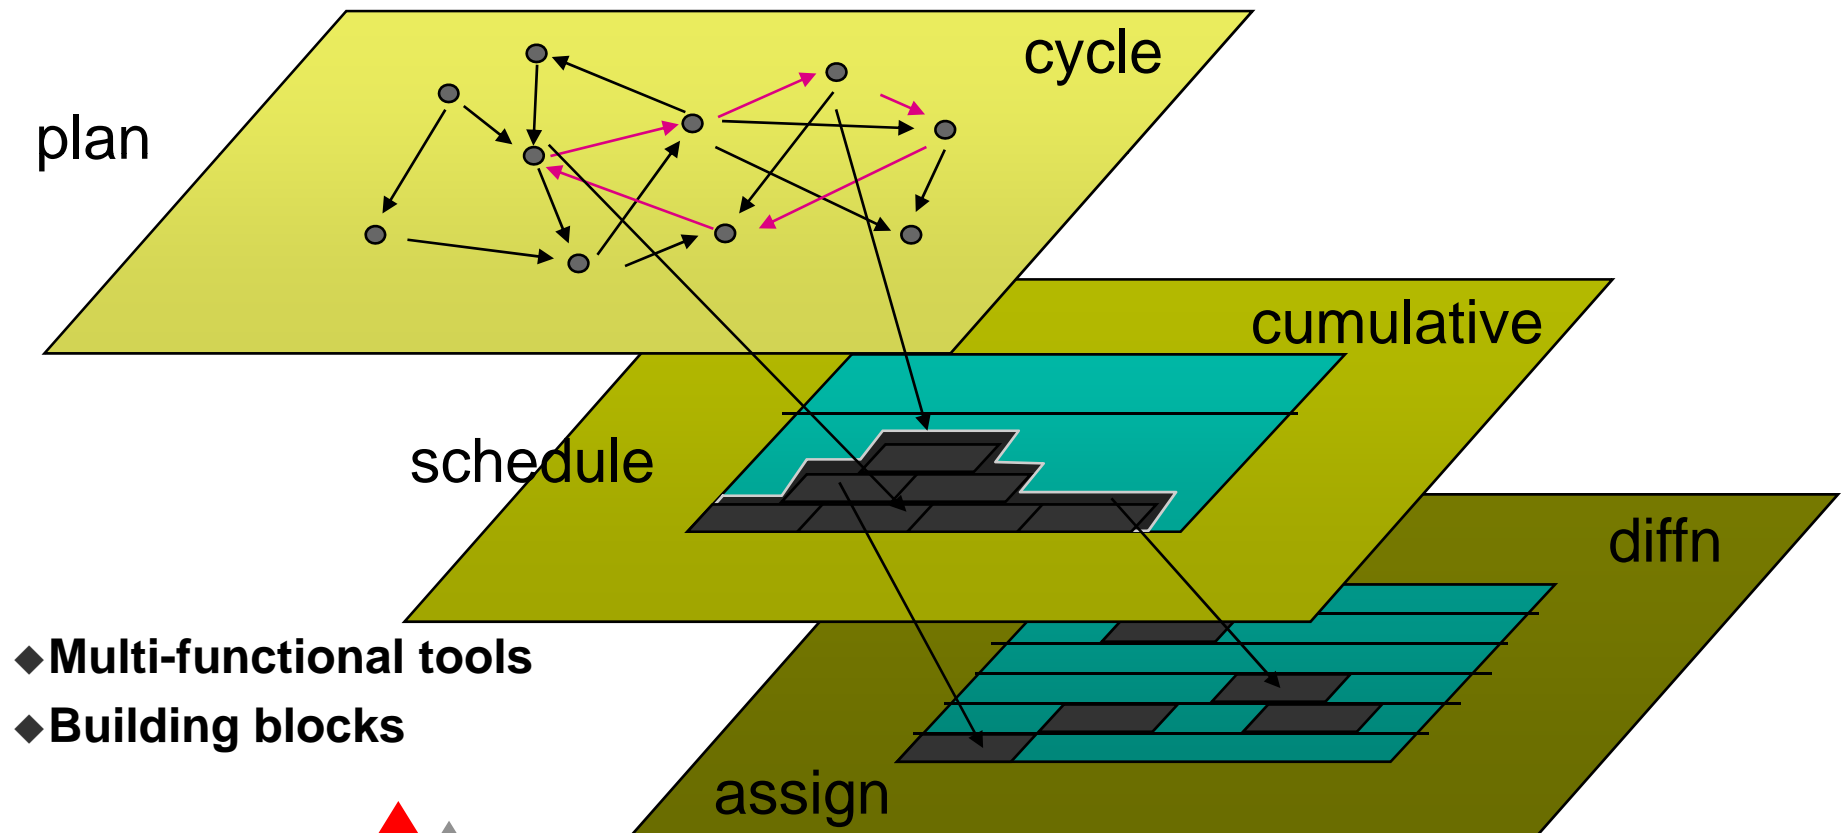 cycle
plan
cumulative
schedule
diffn
◆Multi-functional tools
◆Building blocks
assign